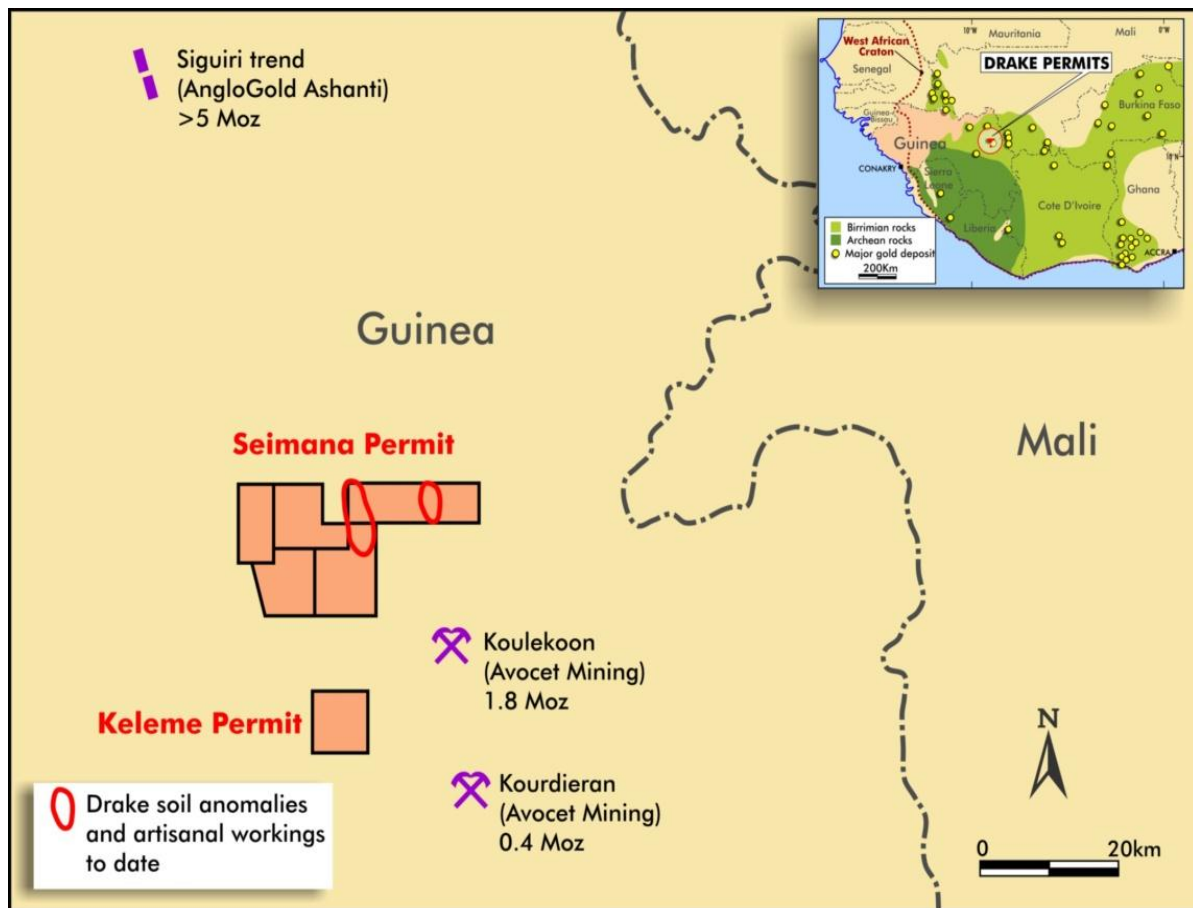 Siguiri trend
(AngloGold Ashanti)
>5 Moz
10°W
0°W
Mauritania
Mali
West African
Craton
DRAKE PERMITS
Senegal
Burkina Faso
Guinea-
Bissau
Guinea
10°N
CONAKRY
Sierra
Leone
Ghana
Cote D'Ivoire
Liberia
Birrimian rocks
Archean rocks
Major gold deposit
200Km
ACCRA
Guinea
Mali
Seimana Permit
Koulekoon
(Avocet Mining)
1.8 Moz
Keleme Permit
Kourdieran
(Avocet Mining)
0.4 Moz
N
Drake soil anomalies
and artisanal workings
to date
0 20km